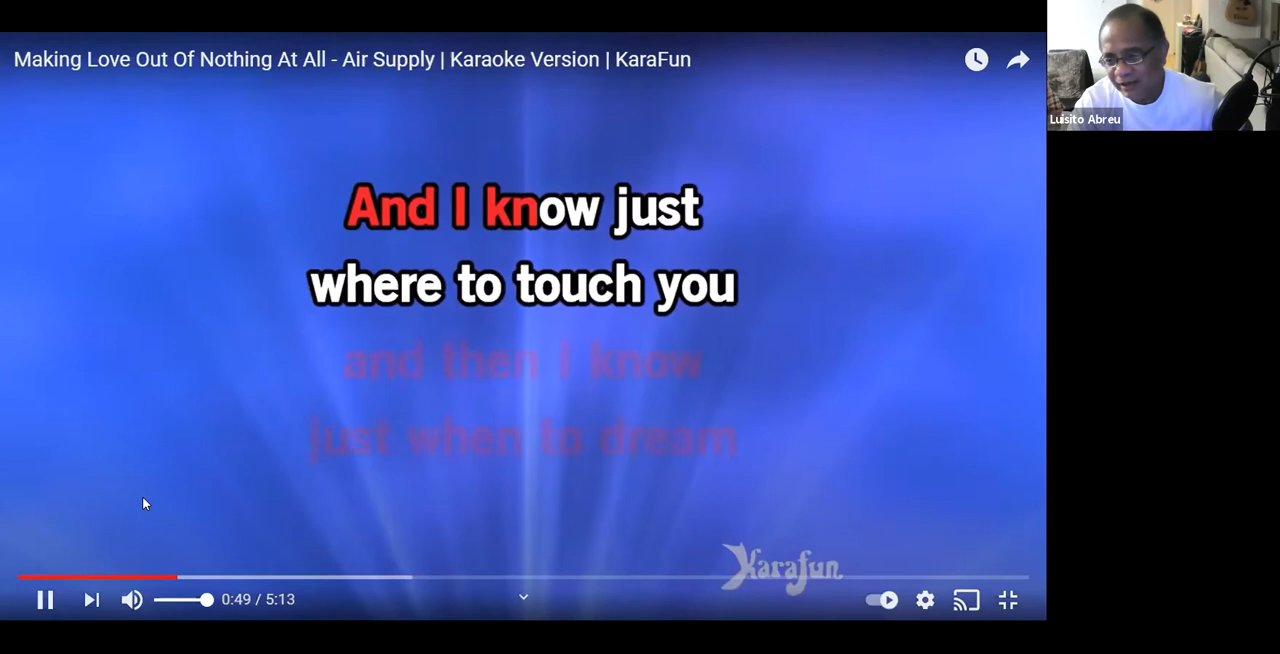 Making Love Out Of Nothing At All - Air Supply | Karaoke Version | KaraFun
Luisito Abreu
And I know just
where to touch you
and then I know
just when to dream
Karafun
0:49 / 5:13